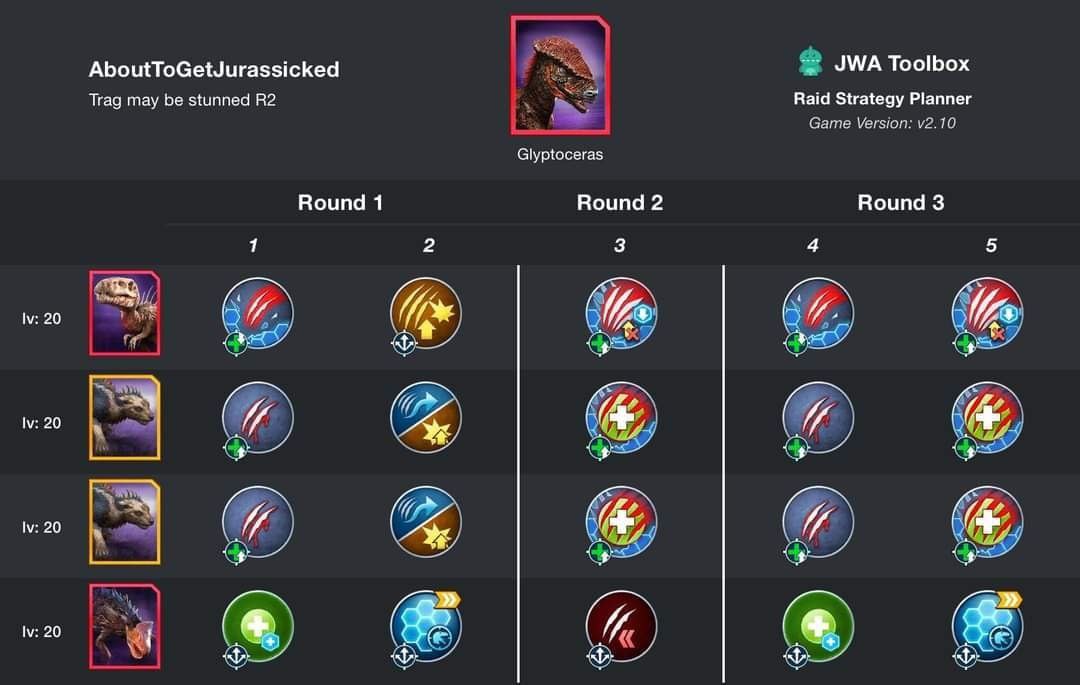 AboutToGetJurassicked
Trag may be stunned R2
Glyptoceras
JWA Toolbox
Raid Strategy Planner
Game Version: v2.10
Round 1
Round 2
Round 3
1
2
3
4
5
lv: 20
lv: 20
lv: 20
lv: 20